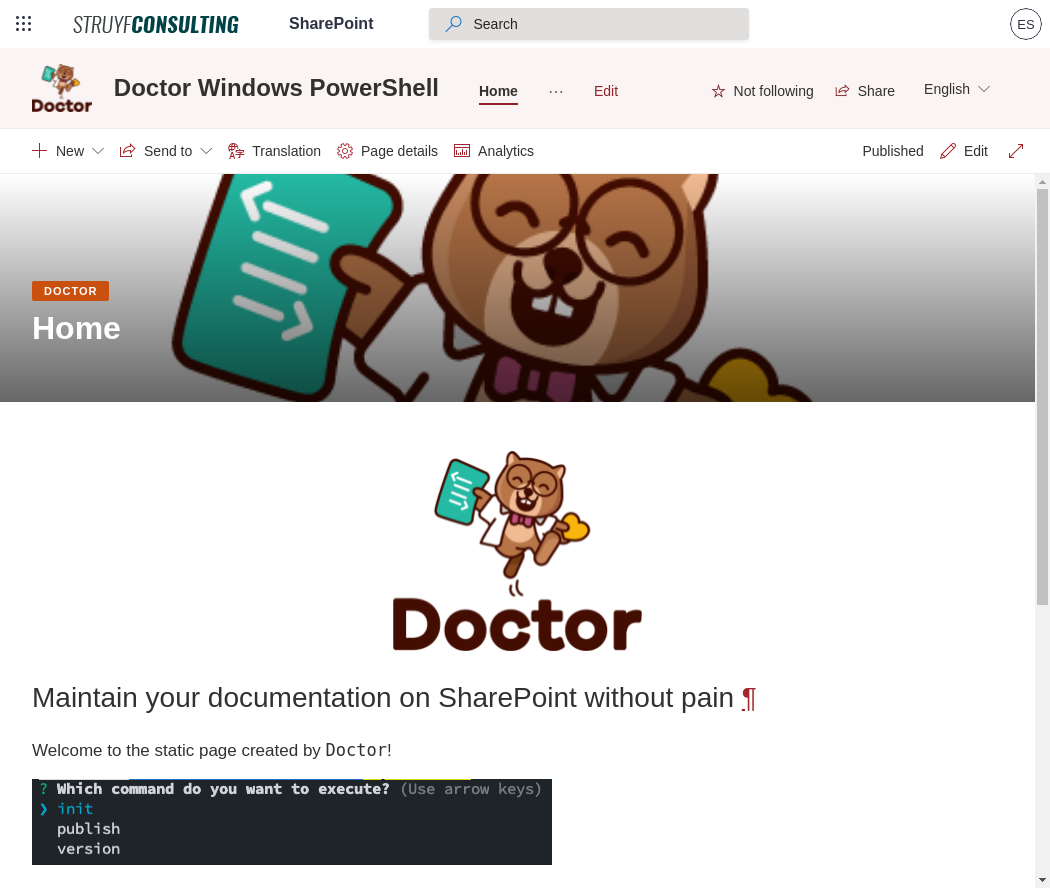 STRUYFCONSULTING SharePoint Search ES
Doctor Doctor Windows PowerShell Home ... Edit Not following Share English
New Send to Translation Page details Analytics Published Edit
DOCTOR
Home
Doctor
Maintain your documentation on SharePoint without pain ¶
Welcome to the static page created by Doctor!
? Which command do you want to execute? (Use arrow keys)
❯ init
publish
version